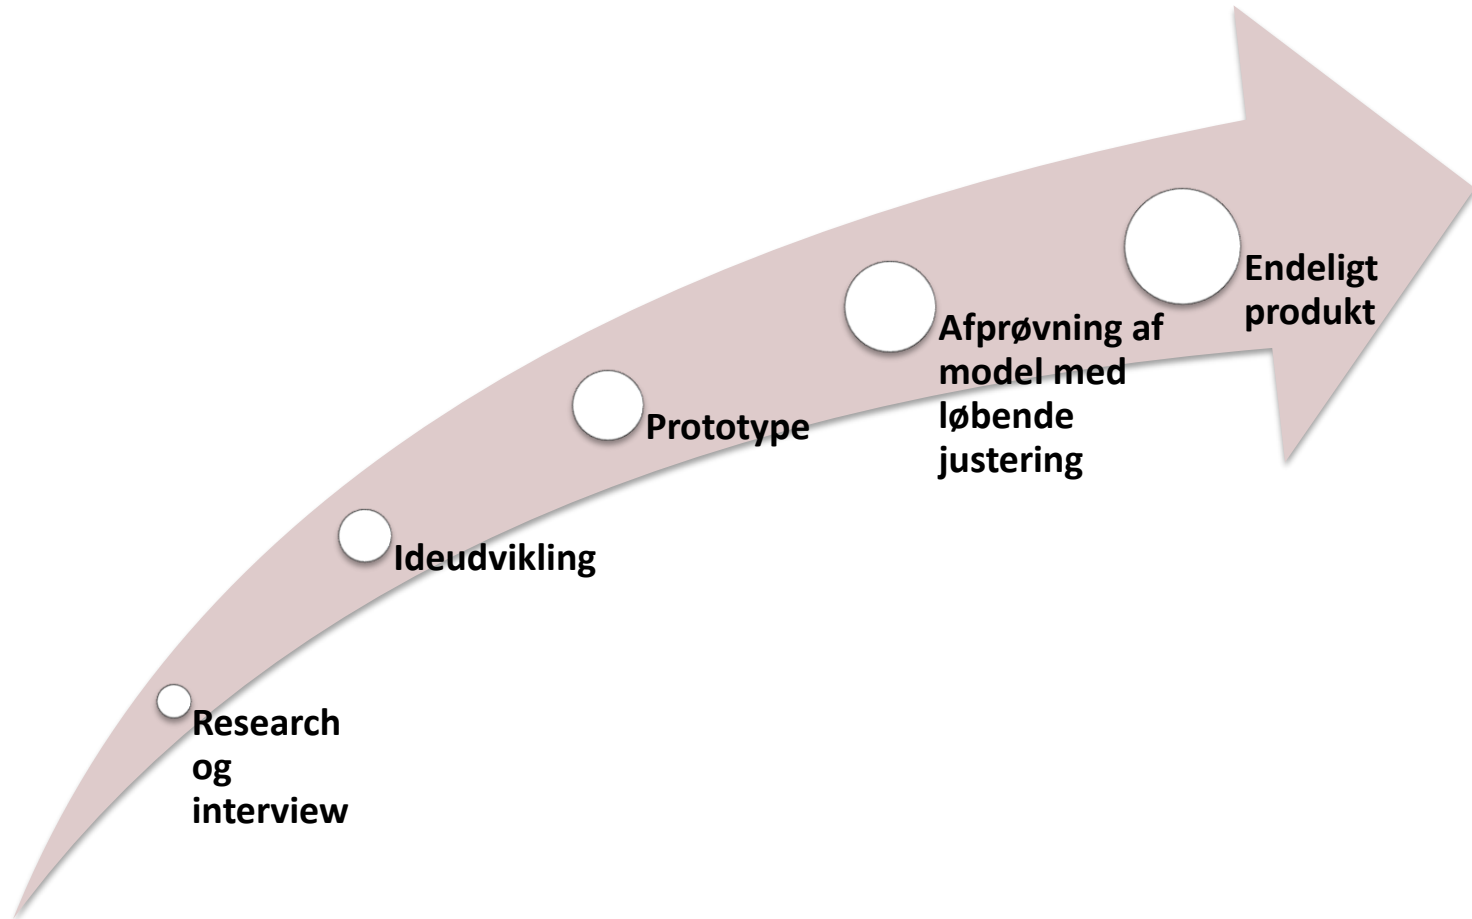 Research
og
interview
Ideudvikling
Prototype
Afprøvning af
model med
løbende
justering
Endeligt
produkt